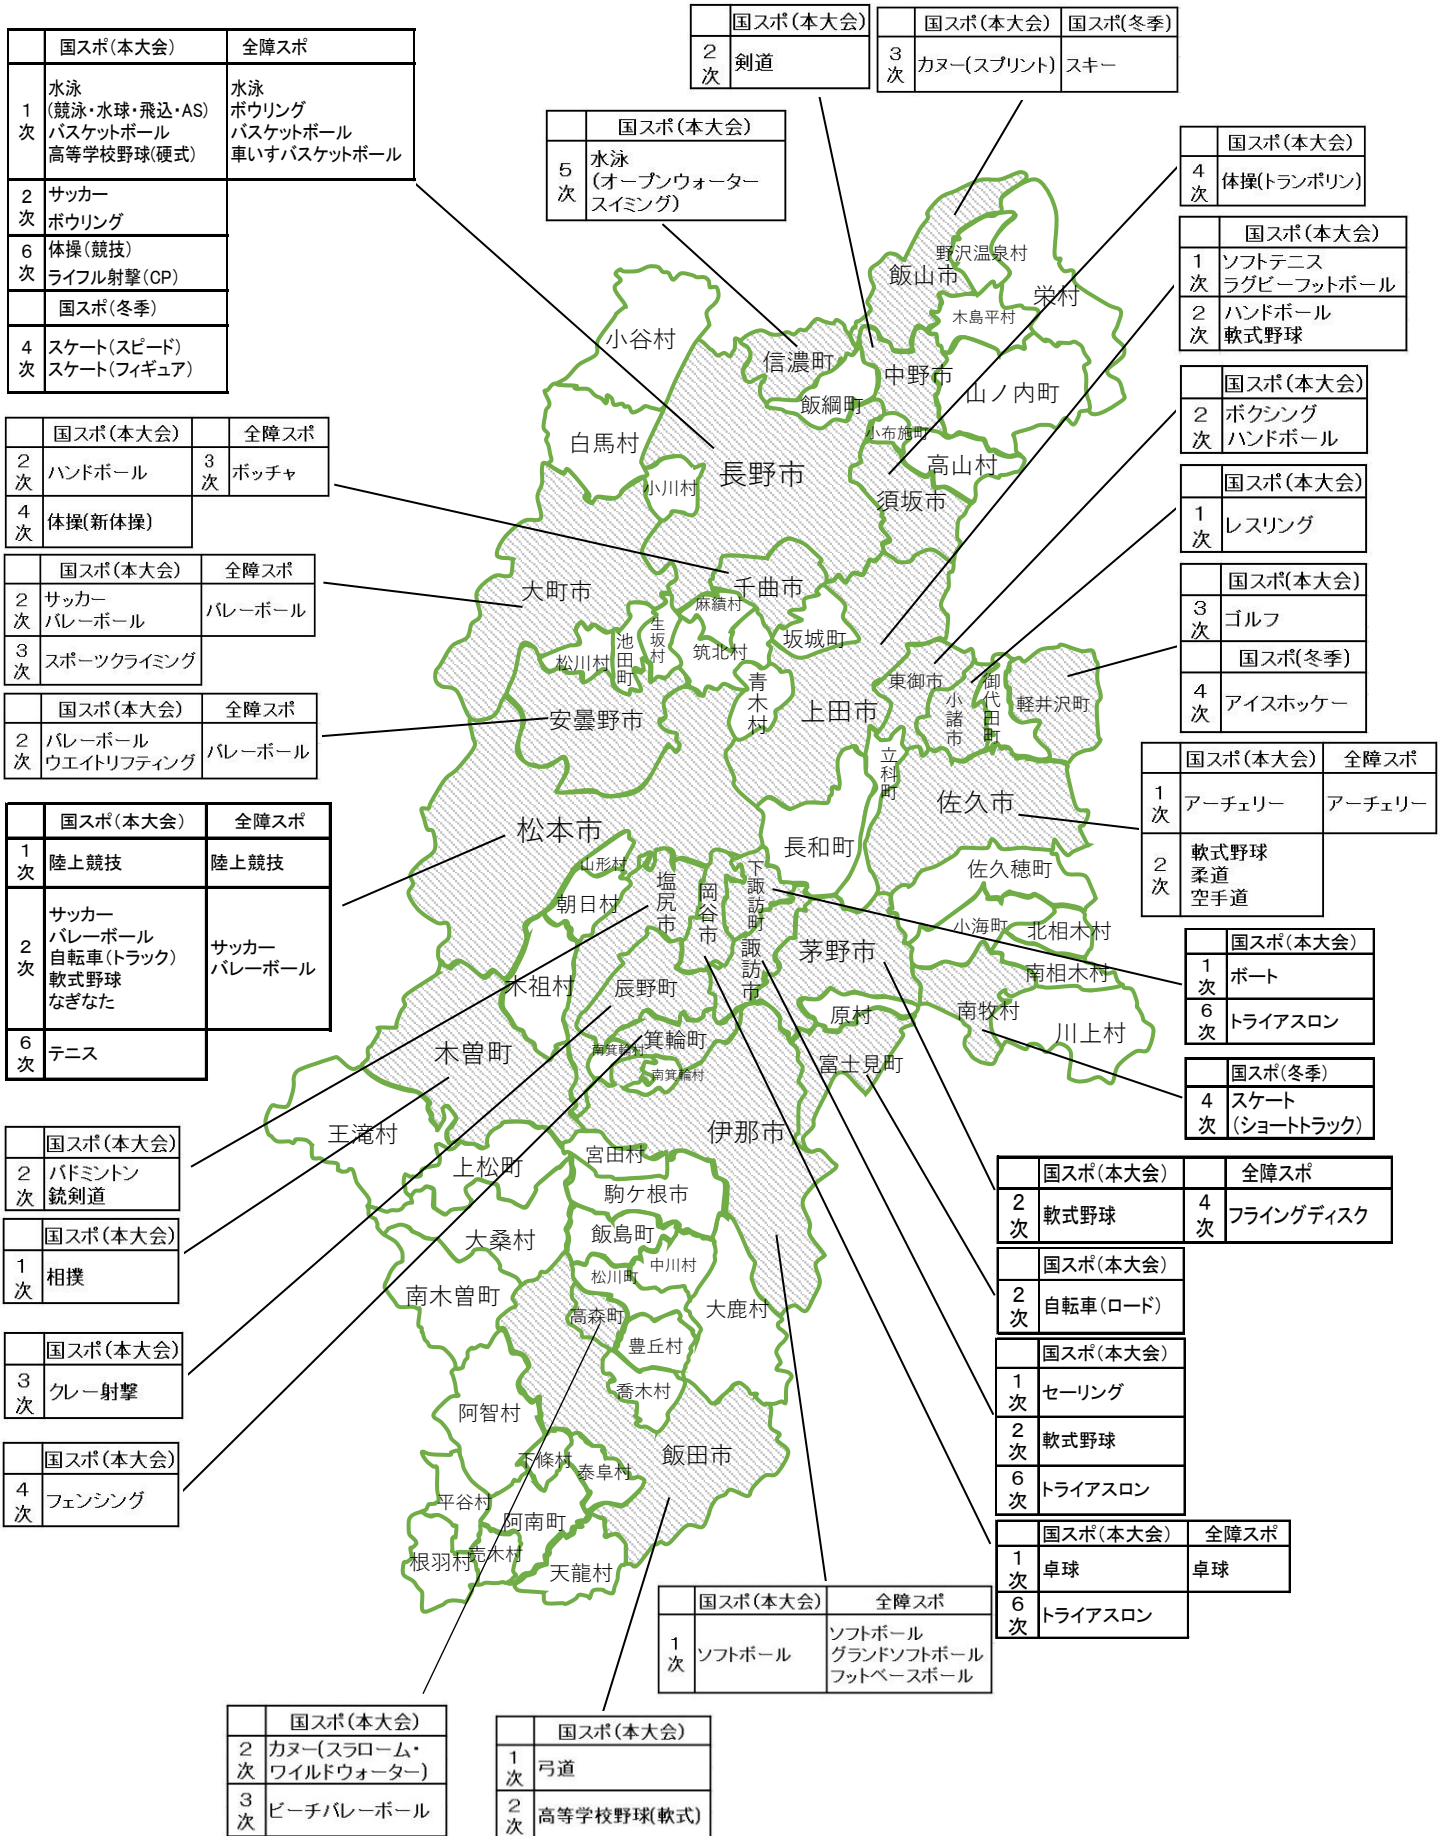 国スポ(本大会) 全障スポ
1次
水泳
(競泳・水球・飛込・AS)
バスケットボール
高等学校野球(硬式)
水泳
ボウリング
バスケットボール
車いすバスケットボール
2次
サッカー
ボウリング
6次
体操(競技)
ライフル射撃(CP)
国スポ(冬季)
4次
スケート(スピード)
スケート(フィギュア)
国スポ(本大会)
2次 剣道
国スポ(本大会) 国スポ(冬季)
3次 カヌー(スプリント) スキー
国スポ(本大会)
5次
水泳
(オープンウォーター
スイミング)
国スポ(本大会)
4次 体操(トランポリン)
国スポ(本大会)
1次
ソフトテニス
ラグビーフットボール
2次
ハンドボール
軟式野球
国スポ(本大会)
2次
ボクシング
ハンドボール
国スポ(本大会)
1次 レスリング
国スポ(本大会)
3次 ゴルフ
国スポ(冬季)
4次 アイスホッケー
国スポ(本大会) 全障スポ
1次 アーチェリー アーチェリー
2次
軟式野球
柔道
空手道
国スポ(本大会)
1次 ボート
6次 トライアスロン
国スポ(冬季)
4次
スケート
(ショートトラック)
国スポ(本大会) 全障スポ
2次 軟式野球 4次 フライングディスク
国スポ(本大会)
2次 自転車(ロード)
国スポ(本大会)
1次 セーリング
2次 軟式野球
6次 トライアスロン
国スポ(本大会) 全障スポ
1次 卓球 卓球
6次 トライアスロン
国スポ(本大会) 全障スポ
2次 ハンドボール 3次 ボッチャ
4次 体操(新体操)
国スポ(本大会) 全障スポ
2次
サッカー
バレーボール
バレーボール
3次 スポーツクライミング
国スポ(本大会) 全障スポ
2次
バレーボール
ウエイトリフティング
バレーボール
国スポ(本大会) 全障スポ
1次 陸上競技 陸上競技
2次
サッカー
バレーボール
自転車(トラック)
軟式野球
なぎなた
サッカー
バレーボール
6次 テニス
国スポ(本大会)
2次
バドミントン
銃剣道
国スポ(本大会)
1次 相撲
国スポ(本大会)
3次 クレー射撃
国スポ(本大会)
4次 フェンシング
国スポ(本大会)
2次
カヌー(スラローム・
ワイルドウォーター)
3次 ビーチバレーボール
国スポ(本大会)
1次 弓道
2次 高等学校野球(軟式)
国スポ(本大会) 全障スポ
1次 ソフトボール
ソフトボール
グランドソフトボール
フットベースボール
野沢温泉村
飯山市
栄村
木島平村
小谷村
信濃町
中野市
山ノ内町
飯綱町
小布施町
白馬村
高山村
長野市
小川村
須坂市
大町市
千曲市
麻績村
生坂村
池田町
坂城町
松川村
筑北村
東御市
御代田町
軽井沢町
青木村
小諸市
安曇野市
上田市
立科町
佐久市
松本市
長和町
山形村
下諏訪町
佐久穂町
塩尻市
岡谷市
朝日村
小海町
北相木村
諏訪市
茅野市
南相木村
木祖村
辰野町
原村
南牧村
川上村
木曽町
箕輪町
南箕輪村
南箕輪村
富士見町
王滝村
伊那市
上松町
宮田村
駒ケ根市
飯島町
大桑村
中川村
松川町
南木曽町
高森町
大鹿村
豊丘村
喬木村
阿智村
飯田市
下條村
泰阜村
平谷村
阿南町
根羽村
売木村
天龍村